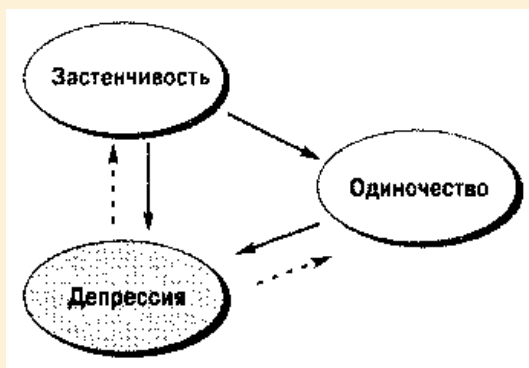 Застенчивость
Одиночество
Депрессия